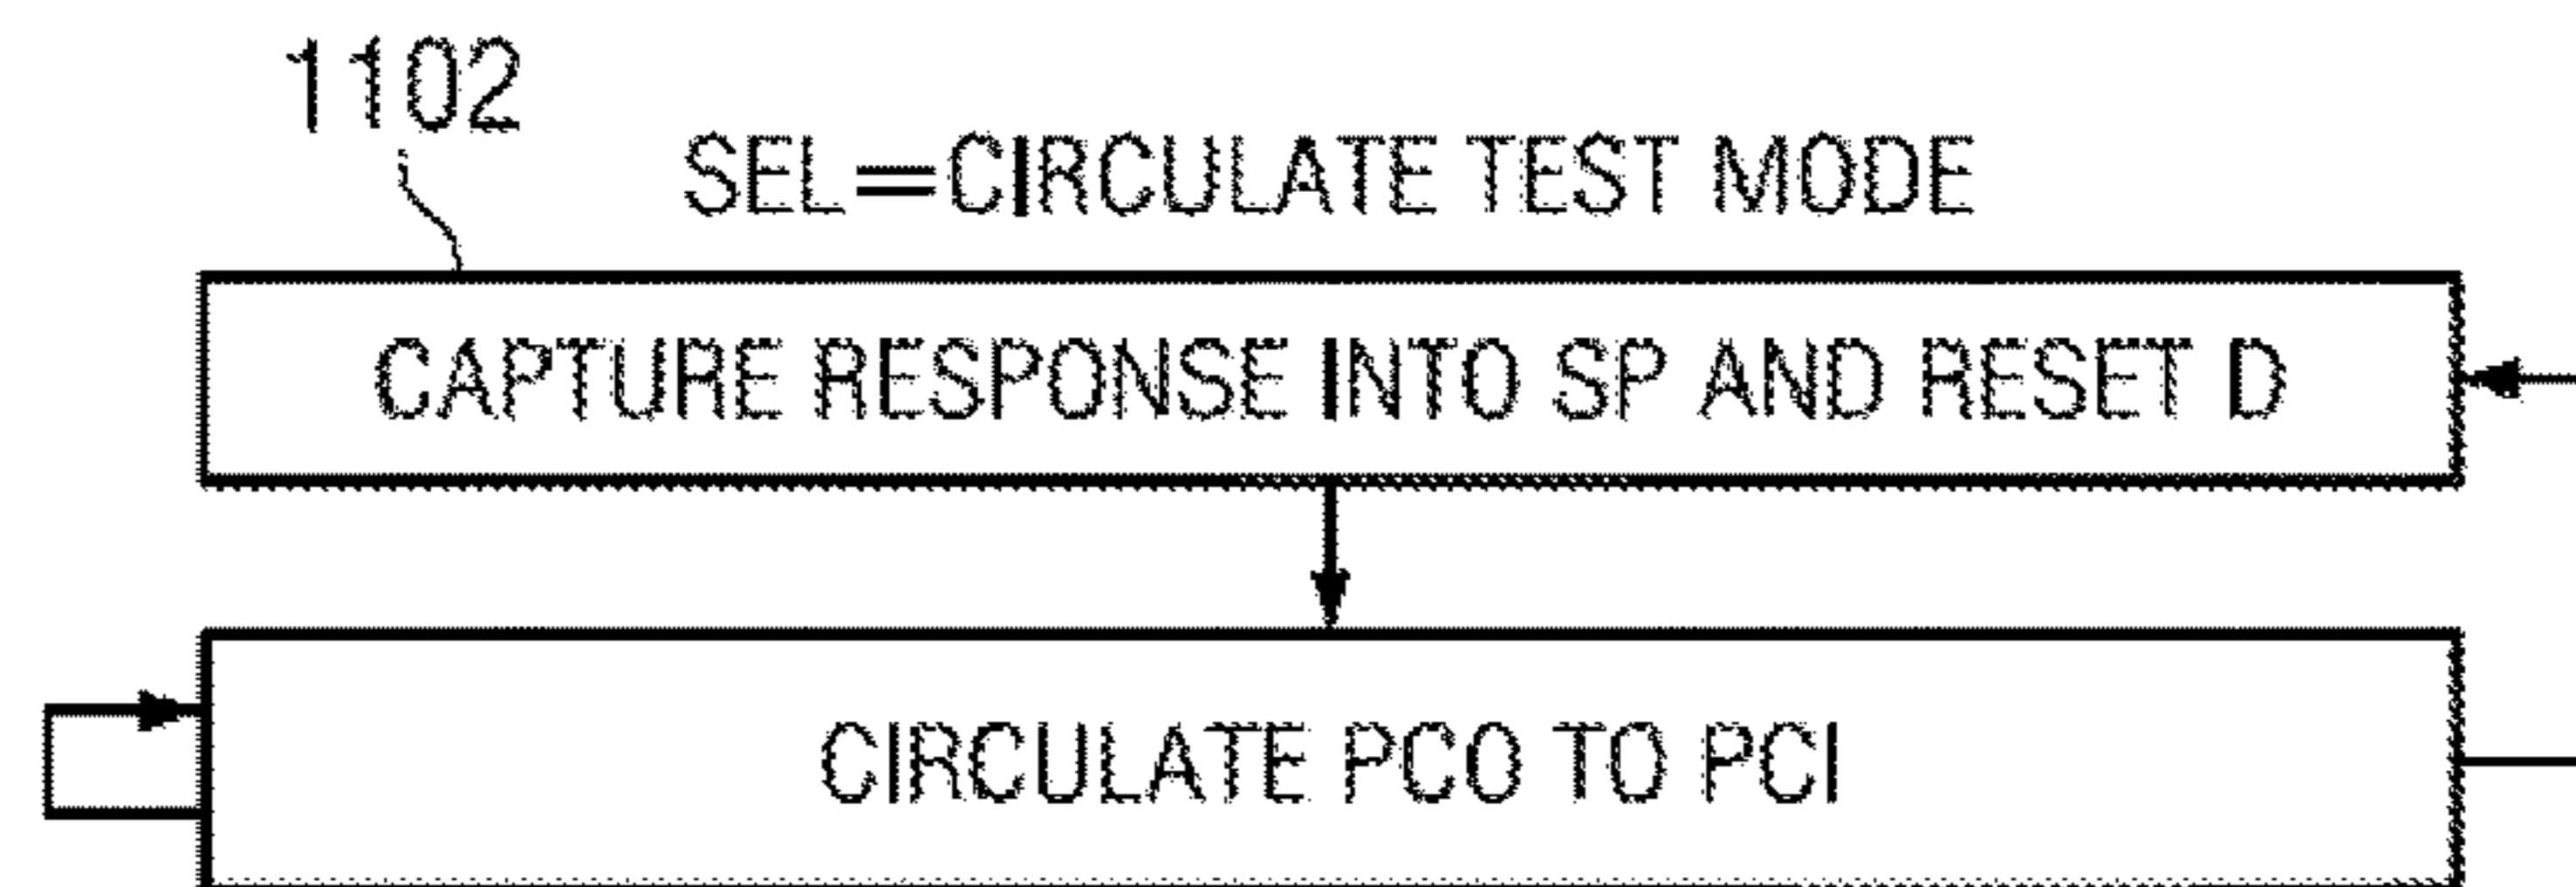 1102
SEL=CIRCULATE TEST MODE
CAPTURE RESPONSE INTO SP AND RESET D
CIRCULATE PCO TO PCI